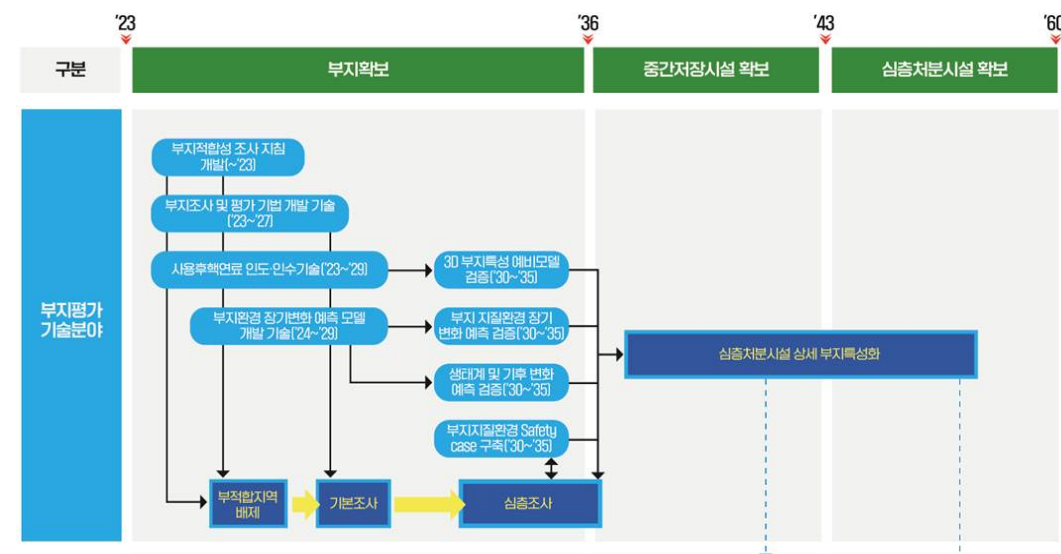 '23
'36
'43
'60
구분
부지확보
중간저장시설 확보
심층처분시설 확보
부지평가
기술분야
부지적합성 조사 지침
개발(~'23)
부지조사 및 평가 기법 개발 기술
('23~'27)
사용후핵연료 인도·인수기술('23~'29)
3D 부지특성 예비모델
검증('30~'35)
부지환경 장기변화 예측 모델
개발 기술('24~'29)
부지 지질환경 장기
변화 예측 검증('30~'35)
심층처분시설 상세 부지특성화
생태계 및 기후 변화
예측 검증('30~'35)
부지지질환경 Safety
case 구축('30~'35)
부적합지역
배제
기본조사
심층조사